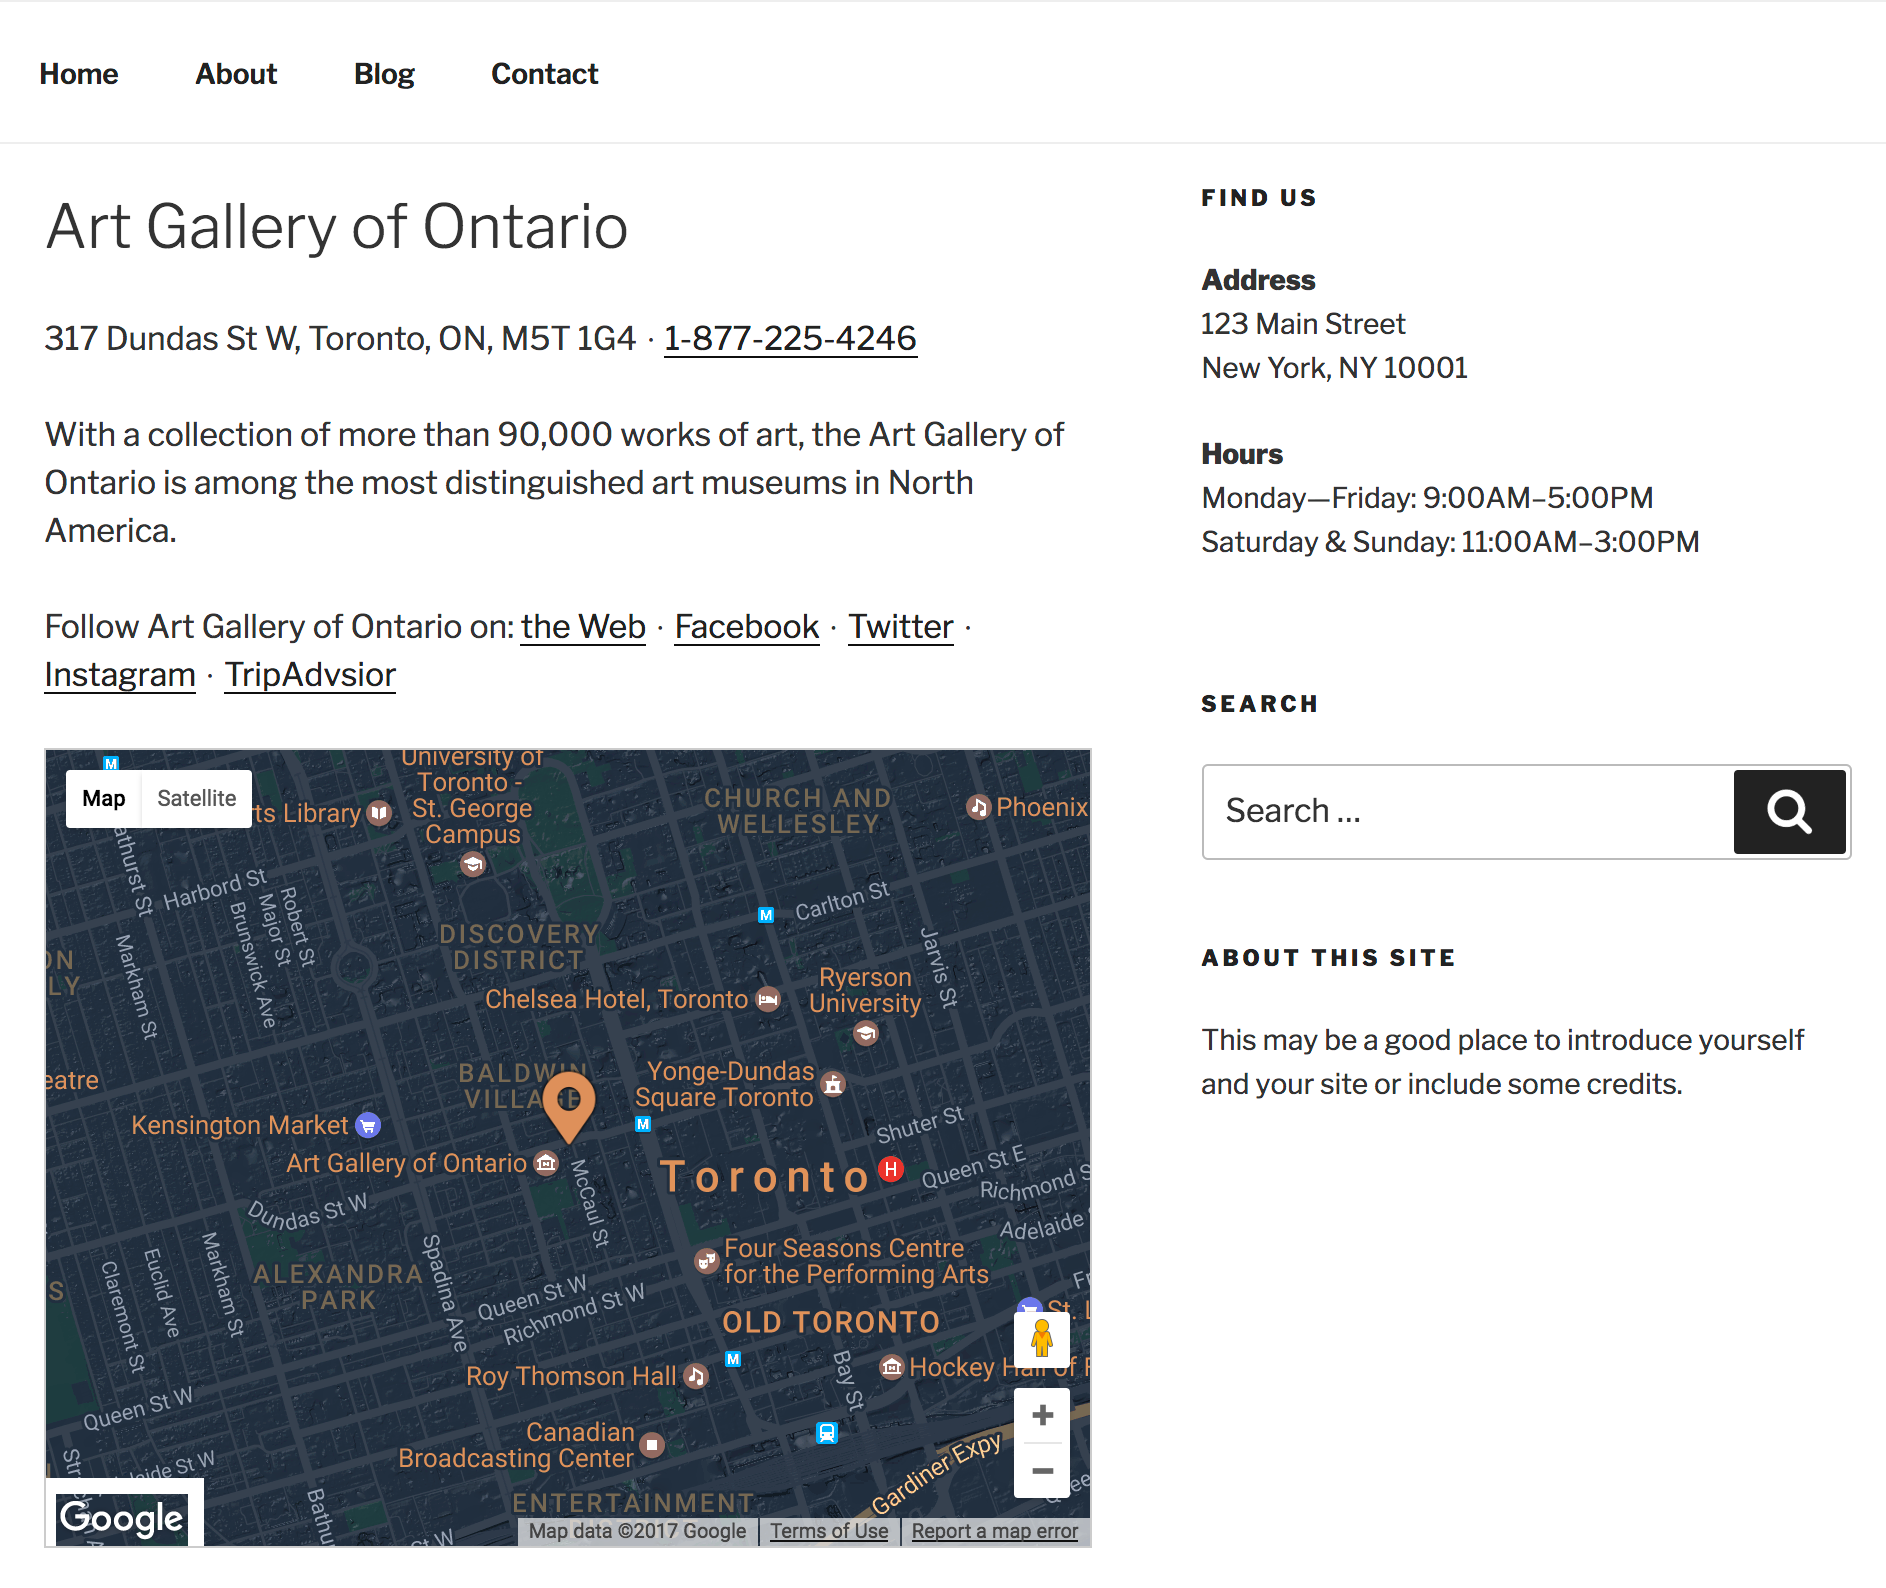 Home About Blog Contact
Art Gallery of Ontario
317 Dundas St W, Toronto, ON, M5T 1G4 · 1-877-225-4246
With a collection of more than 90,000 works of art, the Art Gallery of
Ontario is among the most distinguished art museums in North
America.
Follow Art Gallery of Ontario on: the Web · Facebook · Twitter ·
Instagram · TripAdvsior
Map Satellite
M
University of
Toronto -
St. George
Campus
rts Library
CHURCH AND
WELLESLEY
Phoenix
athurst St
Harbord St
Robert St
Major St
Brunswick Ave
Markham St
M
Carlton St
Jarvis St
DISCOVERY
DISTRICT
ON
LY
Chelsea Hotel, Toronto
Ryerson
University
BALDWIN
VILLAGE
Yonge-Dundas
Square Toronto
eatre
Kensington Market
M
Shuter St
Art Gallery of Ontario
McCaul St
Toronto
H
Queen St E
Richmond S
Adelaide
Dundas St W
Spadina Ave
Markham St
Euclid Ave
Claremont St
ALEXANDRA
PARK
S
Four Seasons Centre
for the Performing Arts
Queen St W
Richmond St W
OLD TORONTO
Fr
St. L
Roy Thomson Hall
M
Bay St
Hockey Hall of F
Queen St W
Canadian
Broadcasting Center
Gardiner Expy
laide St W
Bathu
ENTERTAINMENT
St W
Google
Map data ©2017 Google Terms of Use Report a map error
FIND US
Address
123 Main Street
New York, NY 10001
Hours
Monday—Friday: 9:00AM–5:00PM
Saturday & Sunday: 11:00AM–3:00PM
SEARCH
Search ...
ABOUT THIS SITE
This may be a good place to introduce yourself
and your site or include some credits.